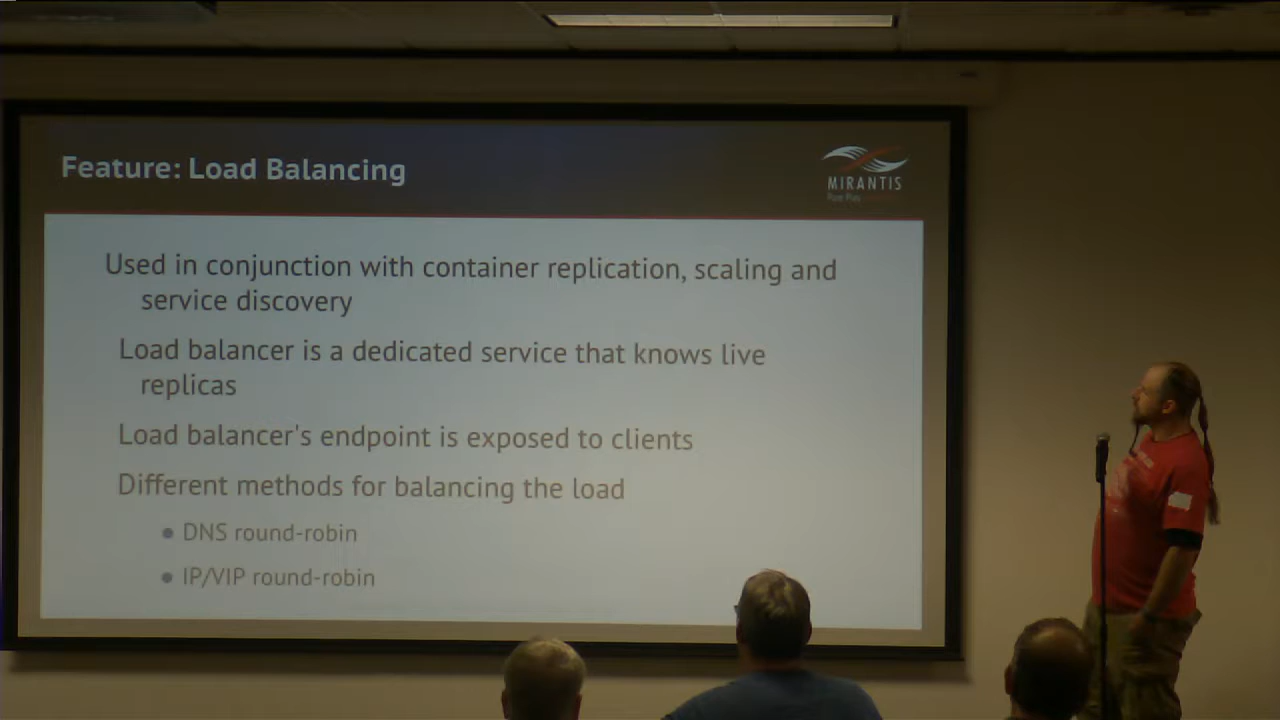 Feature: Load Balancing
MIRANTIS
Pure Play
Used in conjunction with container replication, scaling and
service discovery
Load balancer is a dedicated service that knows live
replicas
Load balancer's endpoint is exposed to clients
Different methods for balancing the load
• DNS round-robin
• IP/VIP round-robin